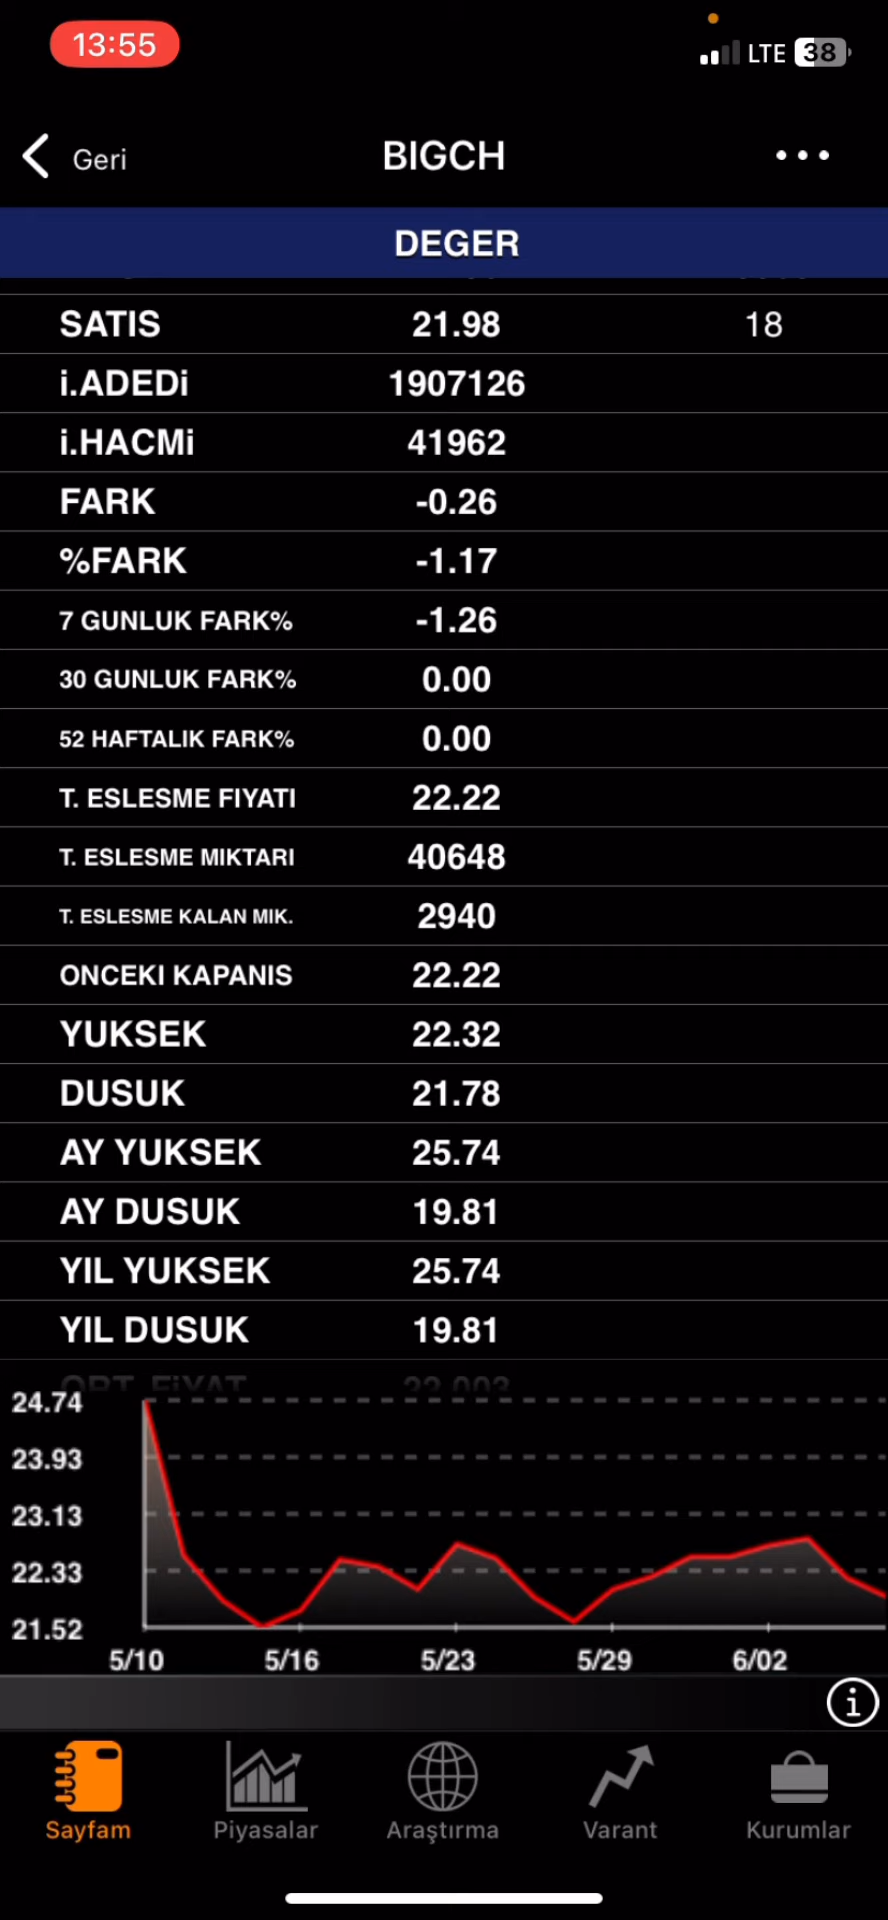 13:55
LTE 38
Geri BIGCH
DEGER
SATIS 21.98 18
i.ADEDi 1907126
i.HACMi 41962
FARK -0.26
%FARK -1.17
7 GUNLUK FARK% -1.26
30 GUNLUK FARK% 0.00
52 HAFTALIK FARK% 0.00
T. ESLESME FIYATI 22.22
T. ESLESME MIKTARI 40648
T. ESLESME KALAN MIK. 2940
ONCEKI KAPANIS 22.22
YUKSEK 22.32
DUSUK 21.78
AY YUKSEK 25.74
AY DUSUK 19.81
YIL YUKSEK 25.74
YIL DUSUK 19.81
ORT. FiYAT 22.003
24.74
23.93
23.13
22.33
21.52
5/10 5/16 5/23 5/29 6/02
Sayfam Piyasalar Araştırma Varant Kurumlar